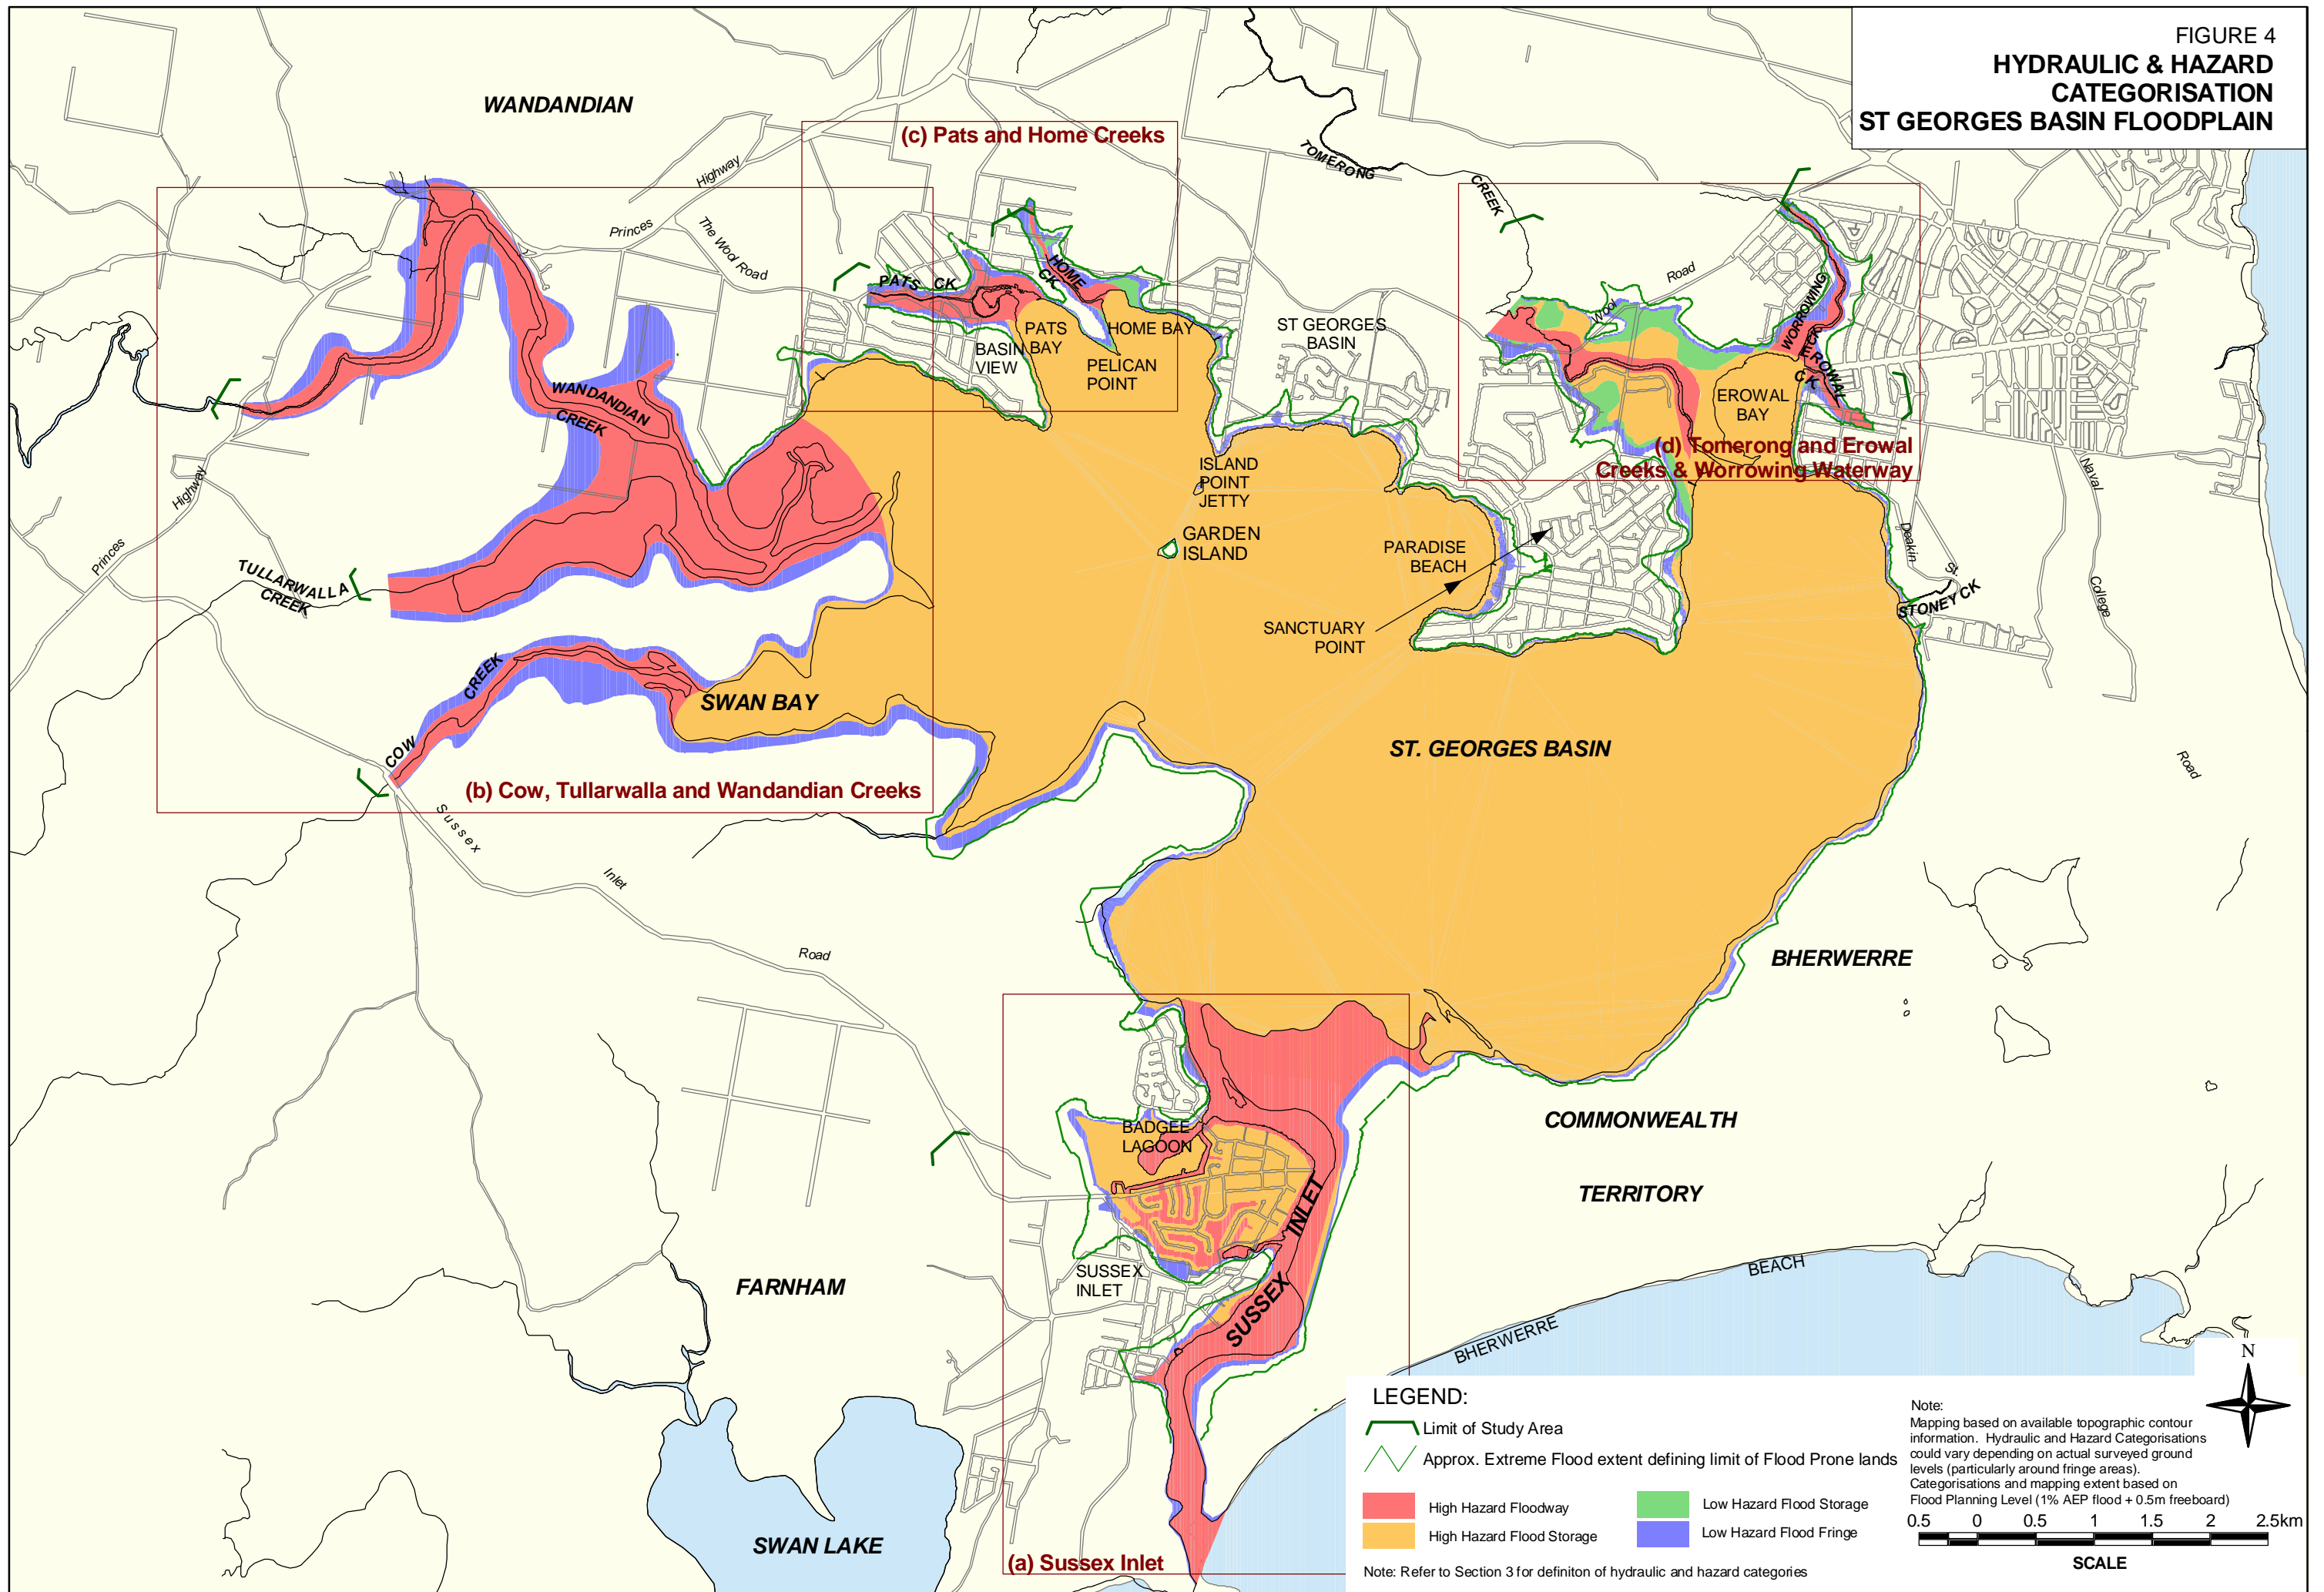 FIGURE 4
HYDRAULIC & HAZARD
CATEGORISATION
ST GEORGES BASIN FLOODPLAIN
WANDANDIAN
(c) Pats and Home Creeks
Highway
Princes
The Wool Road
TOMERONG
CREEK
PATS CK
HOME
CK
PATS
BAY
HOME BAY
BASIN
VIEW
PELICAN
POINT
ST GEORGES
BASIN
Road
Wool
WORROWING
CK
EROWAL
CK
EROWAL
BAY
(d) Tomerong and Erowal
Creeks & Worrowing Waterway
WANDANDIAN
CREEK
Highway
Princes
TULLARWALLA
CREEK
ISLAND
POINT
JETTY
GARDEN
ISLAND
PARADISE
BEACH
SANCTUARY
POINT
Naval
College
Road
Deakin
St
STONEY CK
COW
CREEK
SWAN BAY
ST. GEORGES BASIN
(b) Cow, Tullarwalla and Wandandian Creeks
Sussex
Inlet
Road
BHERWERRE
COMMONWEALTH
TERRITORY
BADGEE
LAGOON
SUSSEX
INLET
SUSSEX
INLET
FARNHAM
SWAN LAKE
BHERWERRE
BEACH
(a) Sussex Inlet
LEGEND:
Limit of Study Area
Approx. Extreme Flood extent defining limit of Flood Prone lands
High Hazard Floodway
Low Hazard Flood Storage
High Hazard Flood Storage
Low Hazard Flood Fringe
Note: Refer to Section 3 for definiton of hydraulic and hazard categories
N
Note:
Mapping based on available topographic contour
information. Hydraulic and Hazard Categorisations
could vary depending on actual surveyed ground
levels (particularly around fringe areas).
Categorisations and mapping extent based on
Flood Planning Level (1% AEP flood + 0.5m freeboard)
0.5 0 0.5 1 1.5 2 2.5km
SCALE